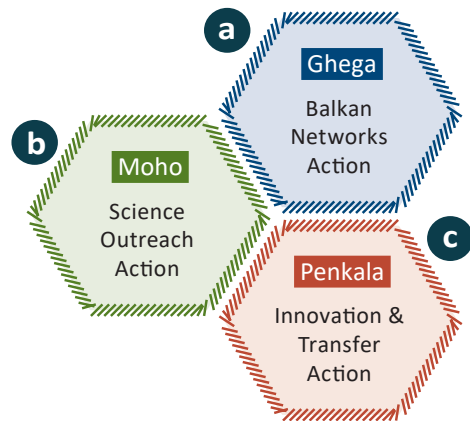 a
Ghega
Balkan
Networks
Action
b
Moho
Science
Outreach
Action
c
Penkala
Innovation &
Transfer
Action